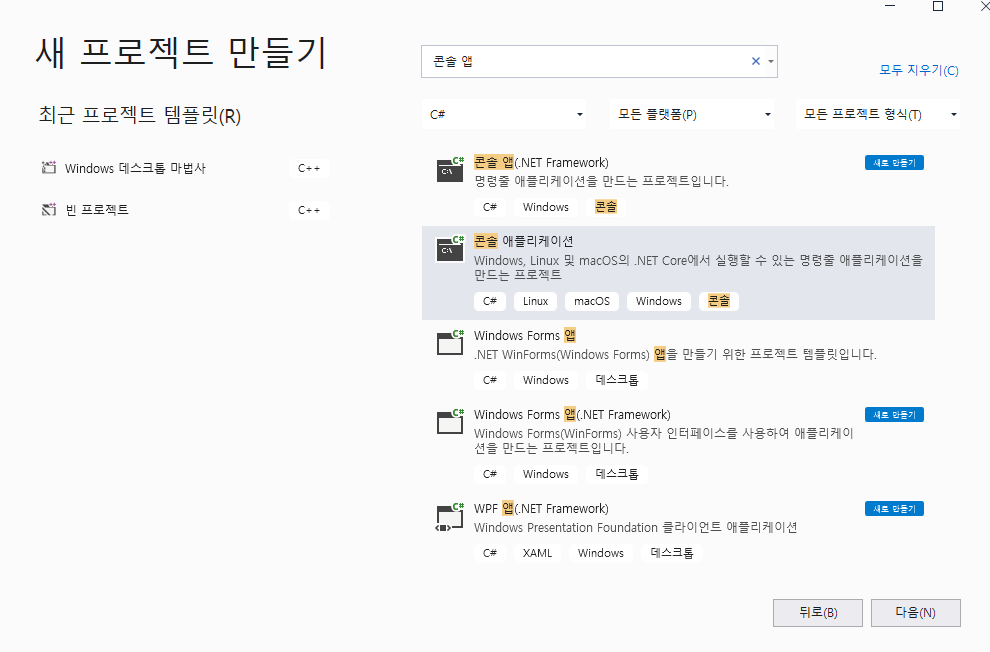 새 프로젝트 만들기
콘솔 앱
모두 지우기(C)
최근 프로젝트 템플릿(R)
C#
모든 플랫폼(P)
모든 프로젝트 형식(T)
Windows 데스크톱 마법사
C++
빈 프로젝트
C++
C#
C:\
콘솔 앱(.NET Framework)
새로 만들기
명령줄 애플리케이션을 만드는 프로젝트입니다.
C# Windows 콘솔
C#
C:\
콘솔 애플리케이션
Windows, Linux 및 macOS의 .NET Core에서 실행할 수 있는 명령줄 애플리케이션을
만드는 프로젝트
C# Linux macOS Windows 콘솔
C#
Windows Forms 앱
.NET WinForms(Windows Forms) 앱을 만들기 위한 프로젝트 템플릿입니다.
C# Windows 데스크톱
C#
Windows Forms 앱(.NET Framework)
새로 만들기
Windows Forms(WinForms) 사용자 인터페이스를 사용하여 애플리케이
션을 만드는 프로젝트입니다.
C# Windows 데스크톱
C#
WPF 앱(.NET Framework)
새로 만들기
Windows Presentation Foundation 클라이언트 애플리케이션
C# XAML Windows 데스크톱
뒤로(B)
다음(N)